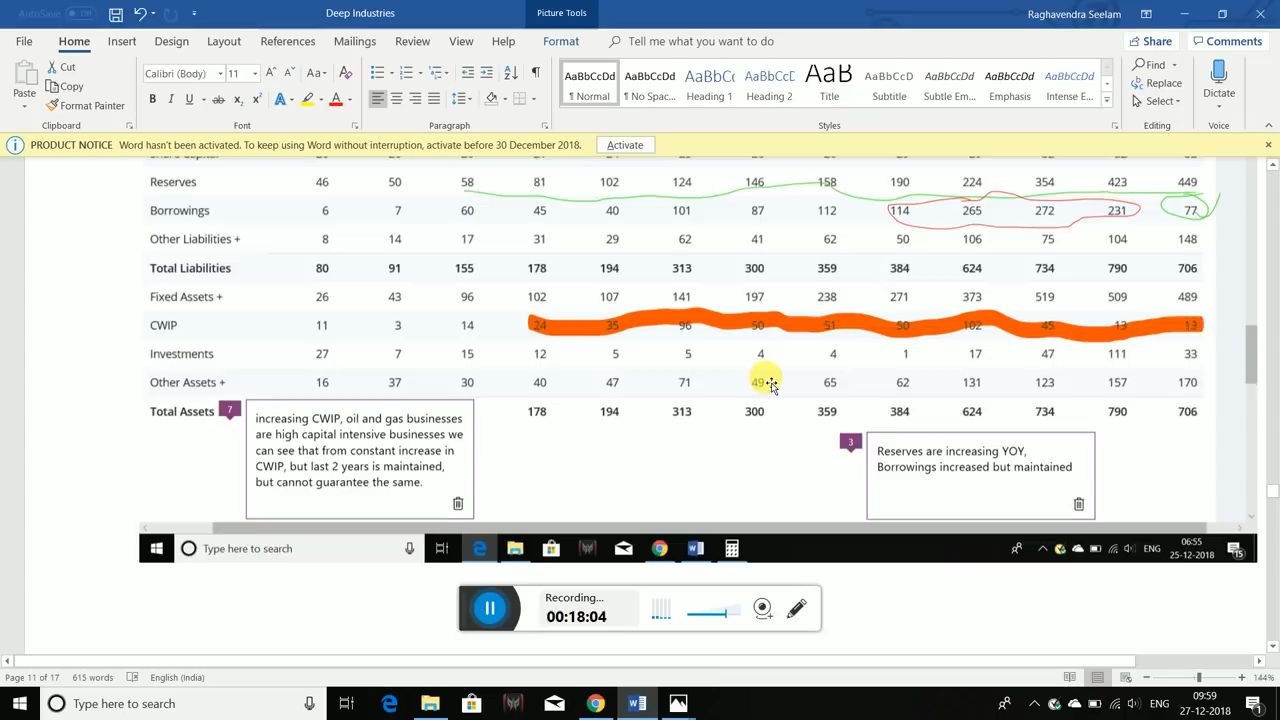 AutoSave Off Deep Industries Picture Tools Raghavendra Seelam
File Home Insert Design Layout References Mailings Review View Help Format Tell me what you want to do Share Comments
Paste Cut Copy Format Painter
Calibri (Body) 11
AaBbCcDd AaBbCcDd AaBbC AaBbCcD AaB AaBbCcD AaBbCcDd AaBbCcDd AaBbCcDd
¶ Normal ¶ No Spac... Heading 1 Heading 2 Title Subtitle Subtle Em... Emphasis Intense E...
Find Replace Select Dictate
Clipboard Font Paragraph Styles Editing Voice
PRODUCT NOTICE Word hasn't been activated. To keep using Word without interruption, activate before 30 December 2018. Activate
Reserves 46 50 58 81 102 124 146 158 190 224 354 423 449
Borrowings 6 7 60 45 40 101 87 112 114 265 272 231 77
Other Liabilities + 8 14 17 31 29 62 41 62 50 106 75 104 148
Total Liabilities 80 91 155 178 194 313 300 359 384 624 734 790 706
Fixed Assets + 26 43 96 102 107 141 197 238 271 373 519 509 489
CWIP 11 3 14 24 35 96 50 51 50 102 45 13 13
Investments 27 7 15 12 5 5 4 4 1 17 47 111 33
Other Assets + 16 37 30 40 47 71 49 65 62 131 123 157 170
Total Assets 178 194 313 300 359 384 624 734 790 706
7
increasing CWIP, oil and gas businesses
are high capital intensive businesses we
can see that from constant increase in
CWIP, but last 2 years is maintained,
but cannot guarantee the same.
3
Reserves are increasing YOY,
Borrowings increased but maintained
Type here to search ENG 06:55 25-12-2018 15
Recording...
00:18:04
Page 11 of 17 615 words English (India) 144%
Type here to search ENG 09:59 27-12-2018